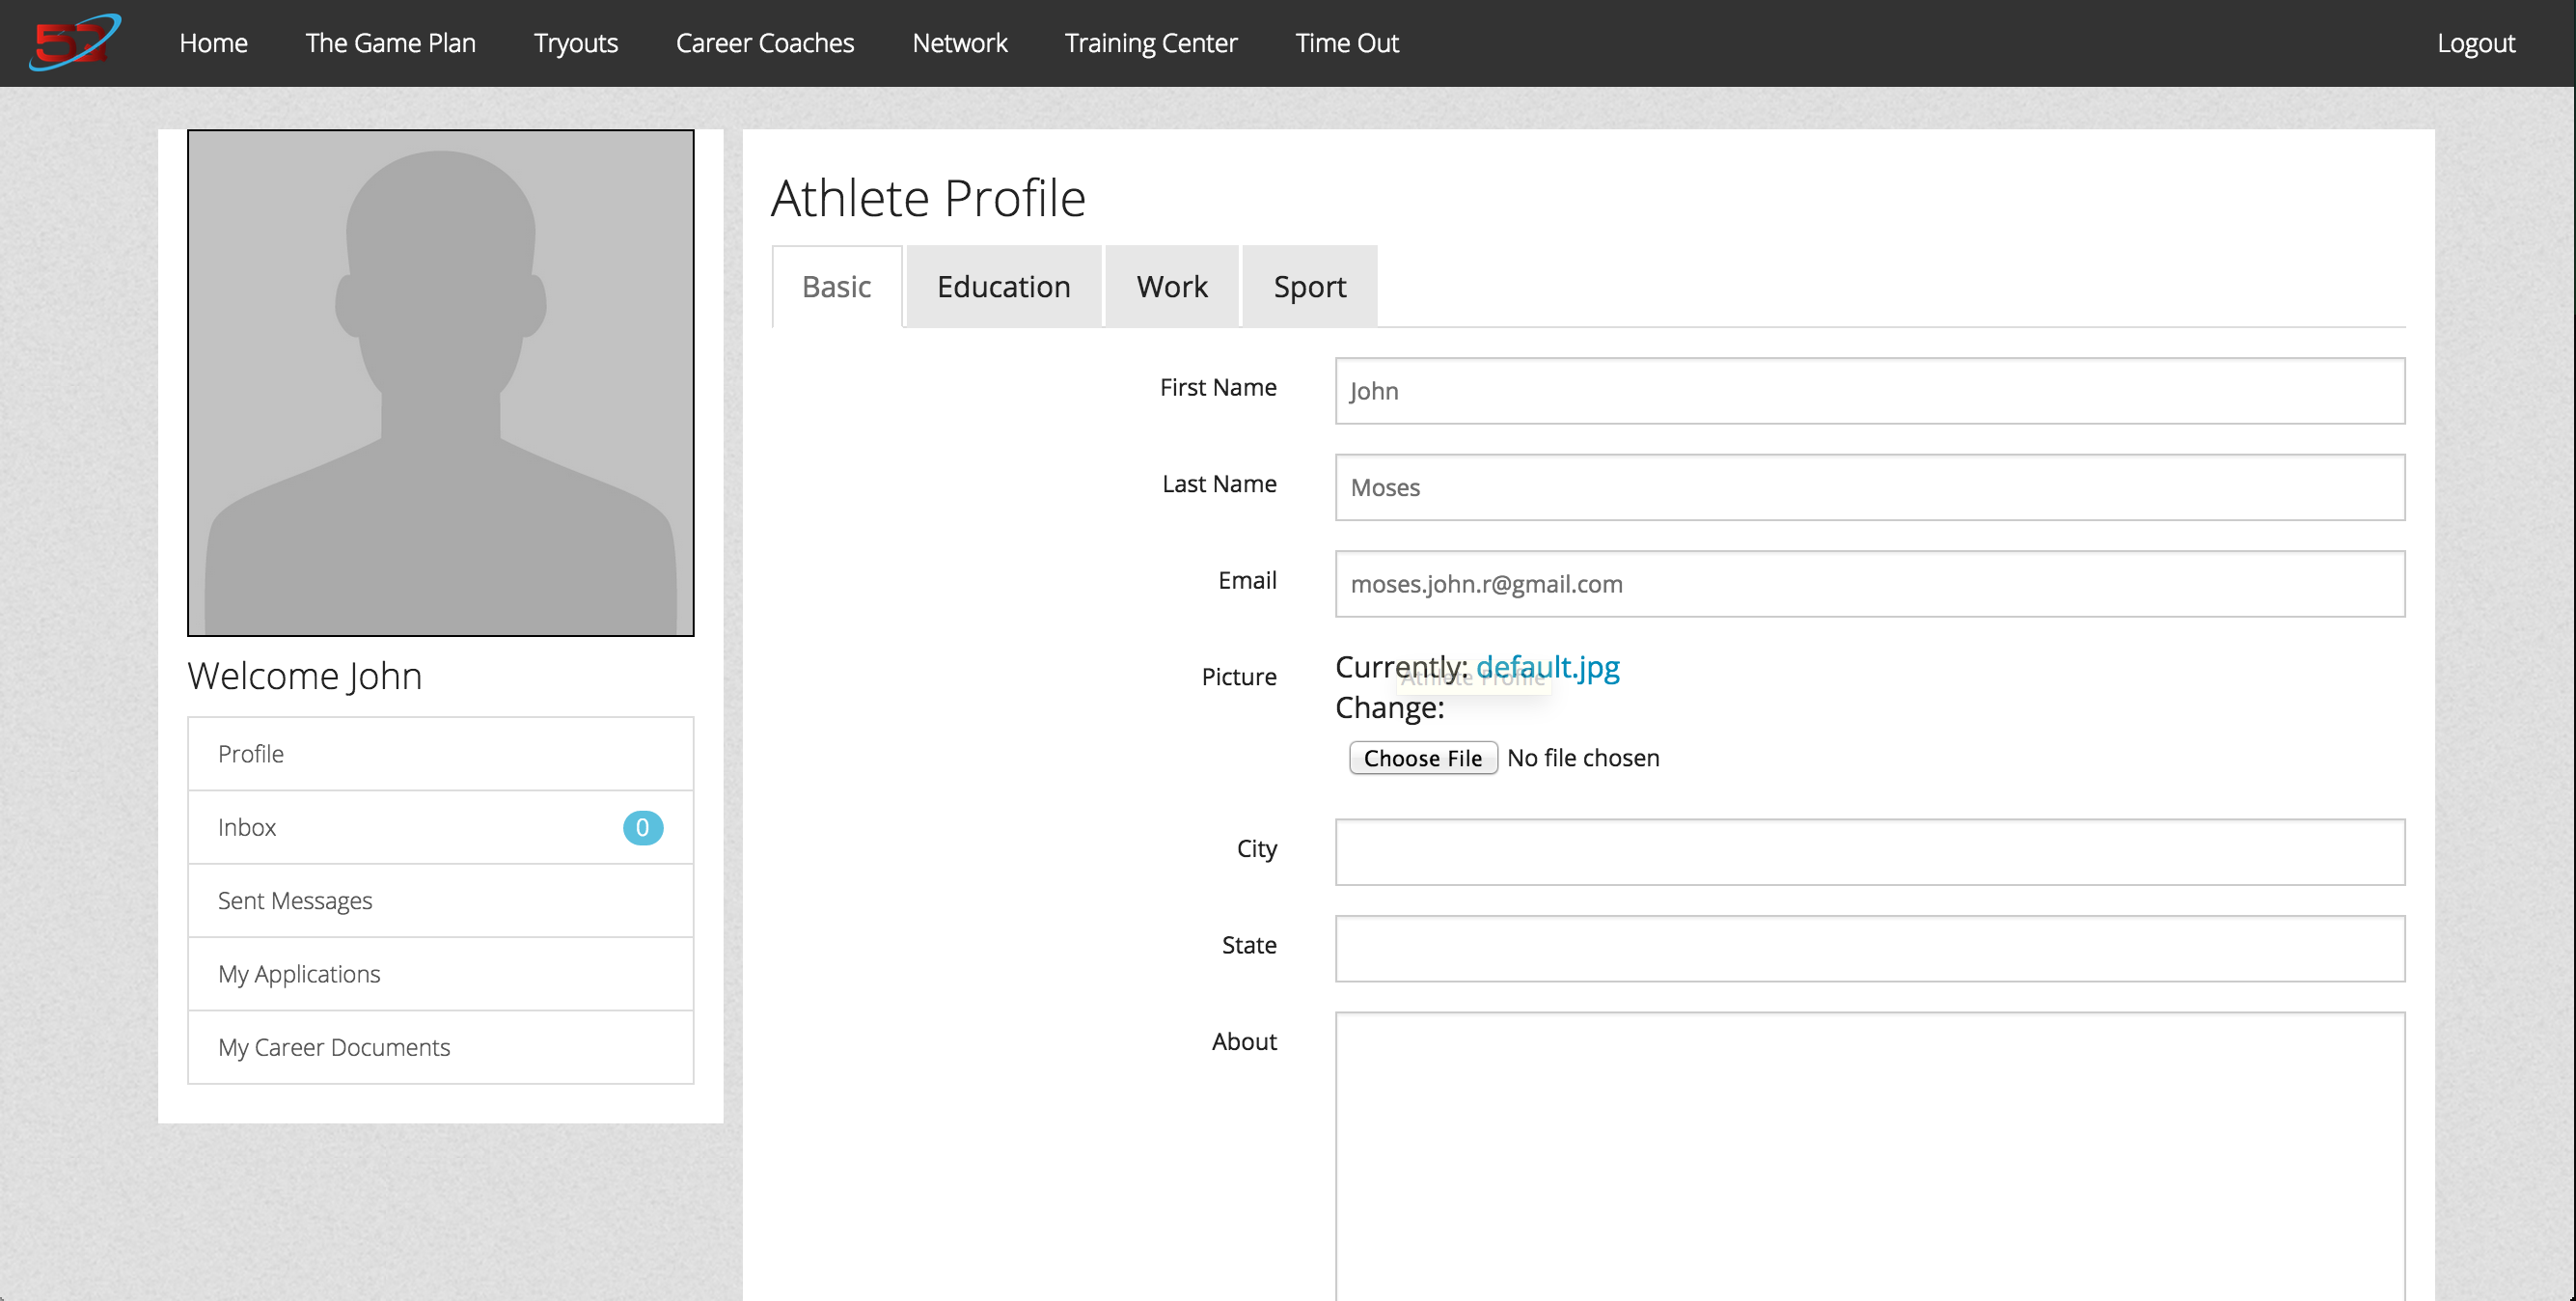 5a Home The Game Plan Tryouts Career Coaches Network Training Center Time Out Logout
Athlete Profile
Basic Education Work Sport
First Name John
Last Name Moses
Email moses.john.r@gmail.com
Picture Currently: default.jpg
Athlete Profile
Change:
Choose File No file chosen
City
State
About
Welcome John
Profile
Inbox 0
Sent Messages
My Applications
My Career Documents